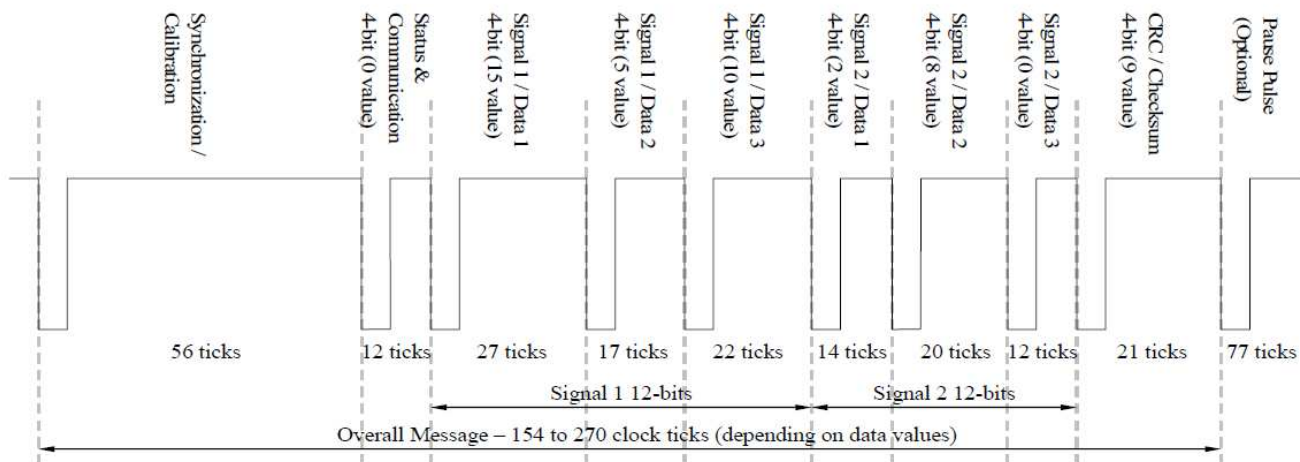 Synchronization /
Calibration
Status &
Communication
4-bit (0 value)
Signal 1 / Data 1
4-bit (15 value)
Signal 1 / Data 2
4-bit (5 value)
Signal 1 / Data 3
4-bit (10 value)
Signal 2 / Data 1
4-bit (2 value)
Signal 2 / Data 2
4-bit (8 value)
Signal 2 / Data 3
4-bit (0 value)
CRC / Checksum
4-bit (9 value)
Pause Pulse
(Optional)
56 ticks
12 ticks
27 ticks
17 ticks
22 ticks
14 ticks
20 ticks
12 ticks
21 ticks
77 ticks
Signal 1 12-bits
Signal 2 12-bits
Overall Message – 154 to 270 clock ticks (depending on data values)